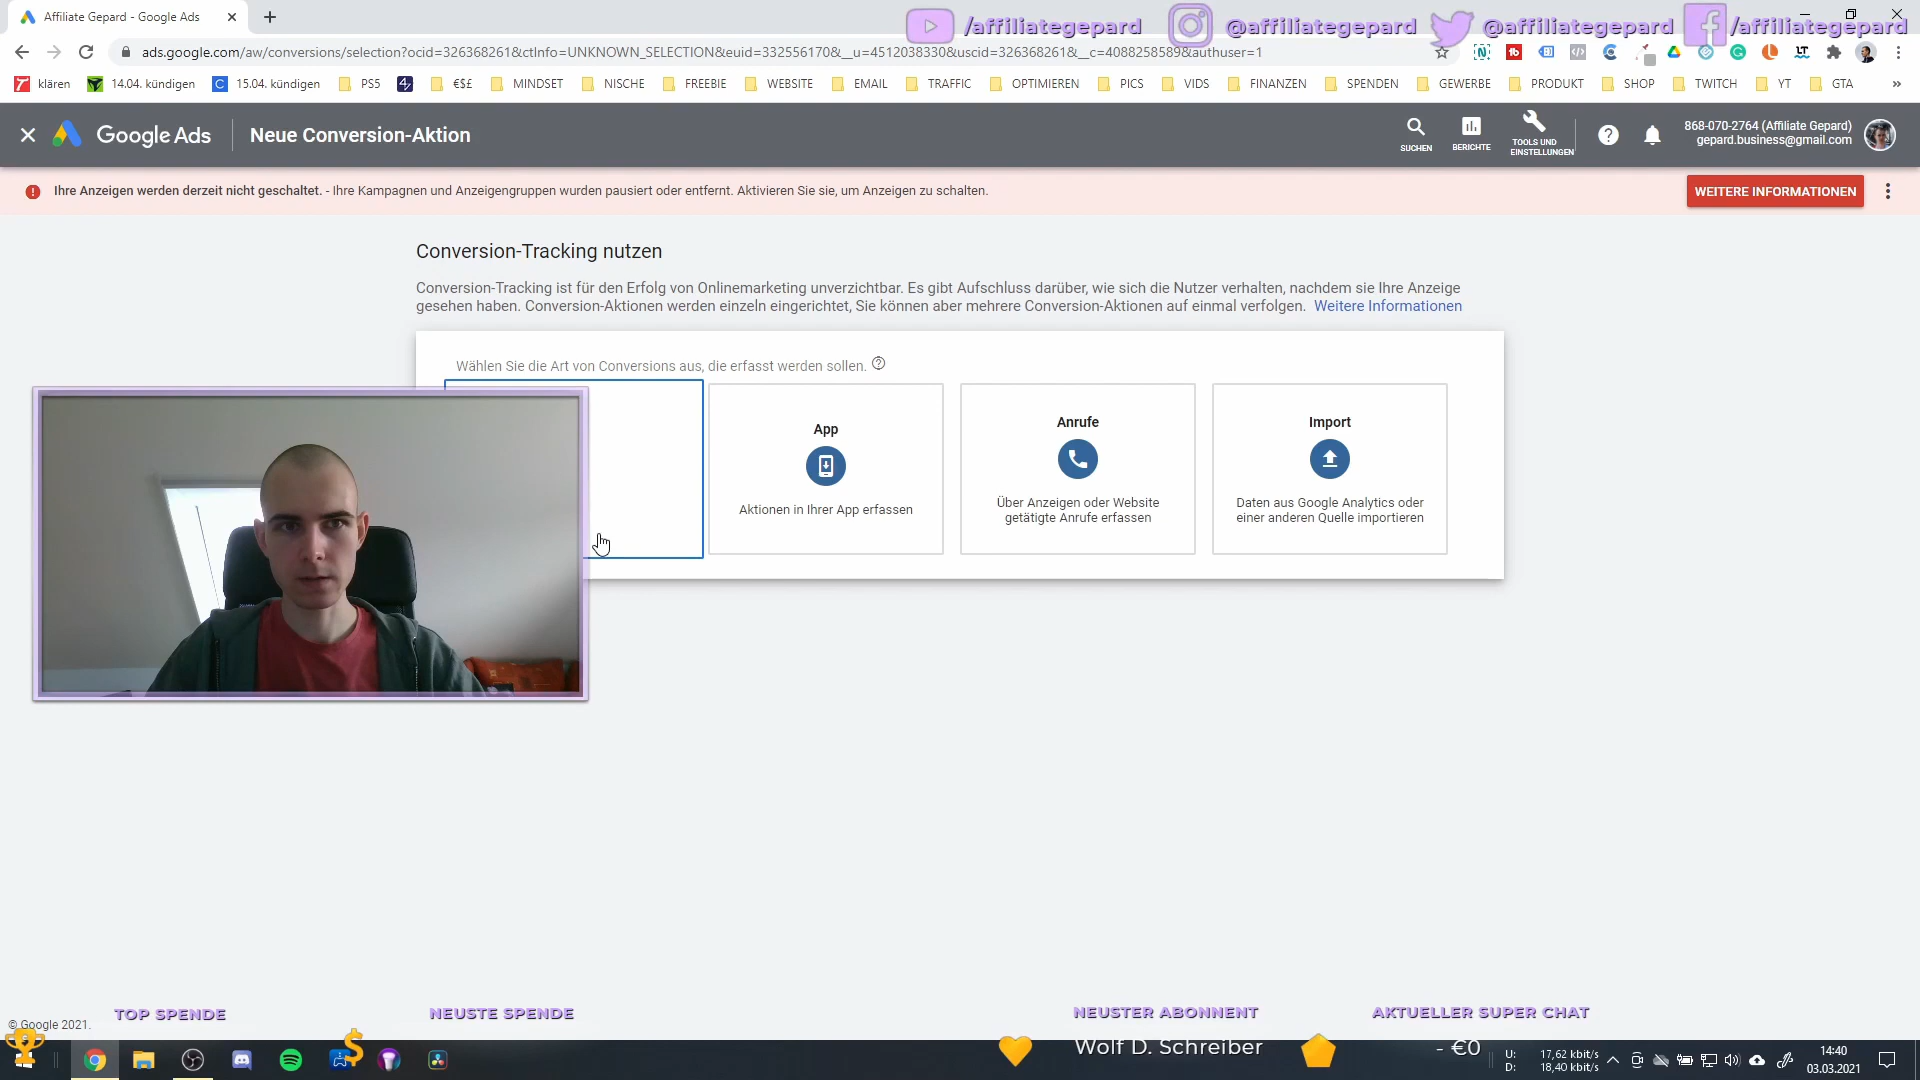 Affiliate Gepard - Google Ads
/affiliategepard
@affiliategepard
@affiliategepard
/affiliategepard
ads.google.com/aw/conversions/selection?ocid=326368261&ctInfo=UNKNOWN_SELECTION&euid=332556170&__u=4512038330&uscid=326368261&__c=4088258589&authuser=1
klären
14.04. kündigen
15.04. kündigen
PS5
€$£
MINDSET
NISCHE
FREEBIE
WEBSITE
EMAIL
TRAFFIC
OPTIMIEREN
PICS
VIDS
FINANZEN
SPENDEN
GEWERBE
PRODUKT
SHOP
TWITCH
YT
GTA
»
Google Ads
Neue Conversion-Aktion
SUCHEN
BERICHTE
TOOLS UND
EINSTELLUNGEN
868-070-2764 (Affiliate Gepard)
gepard.business@gmail.com
Ihre Anzeigen werden derzeit nicht geschaltet. - Ihre Kampagnen und Anzeigengruppen wurden pausiert oder entfernt. Aktivieren Sie sie, um Anzeigen zu schalten.
WEITERE INFORMATIONEN
Conversion-Tracking nutzen
Conversion-Tracking ist für den Erfolg von Onlinemarketing unverzichtbar. Es gibt Aufschluss darüber, wie sich die Nutzer verhalten, nachdem sie Ihre Anzeige
gesehen haben. Conversion-Aktionen werden einzeln eingerichtet, Sie können aber mehrere Conversion-Aktionen auf einmal verfolgen. Weitere Informationen
Wählen Sie die Art von Conversions aus, die erfasst werden sollen.
App
Aktionen in Ihrer App erfassen
Anrufe
Über Anzeigen oder Website
getätigte Anrufe erfassen
Import
Daten aus Google Analytics oder
einer anderen Quelle importieren
© Google 2021.
TOP SPENDE
NEUSTE SPENDE
NEUSTER ABONNENT
Wolf D. Schreiber
AKTUELLER SUPER CHAT
- €0
U: 17,62 kbit/s
D: 18,40 kbit/s
14:40
03.03.2021